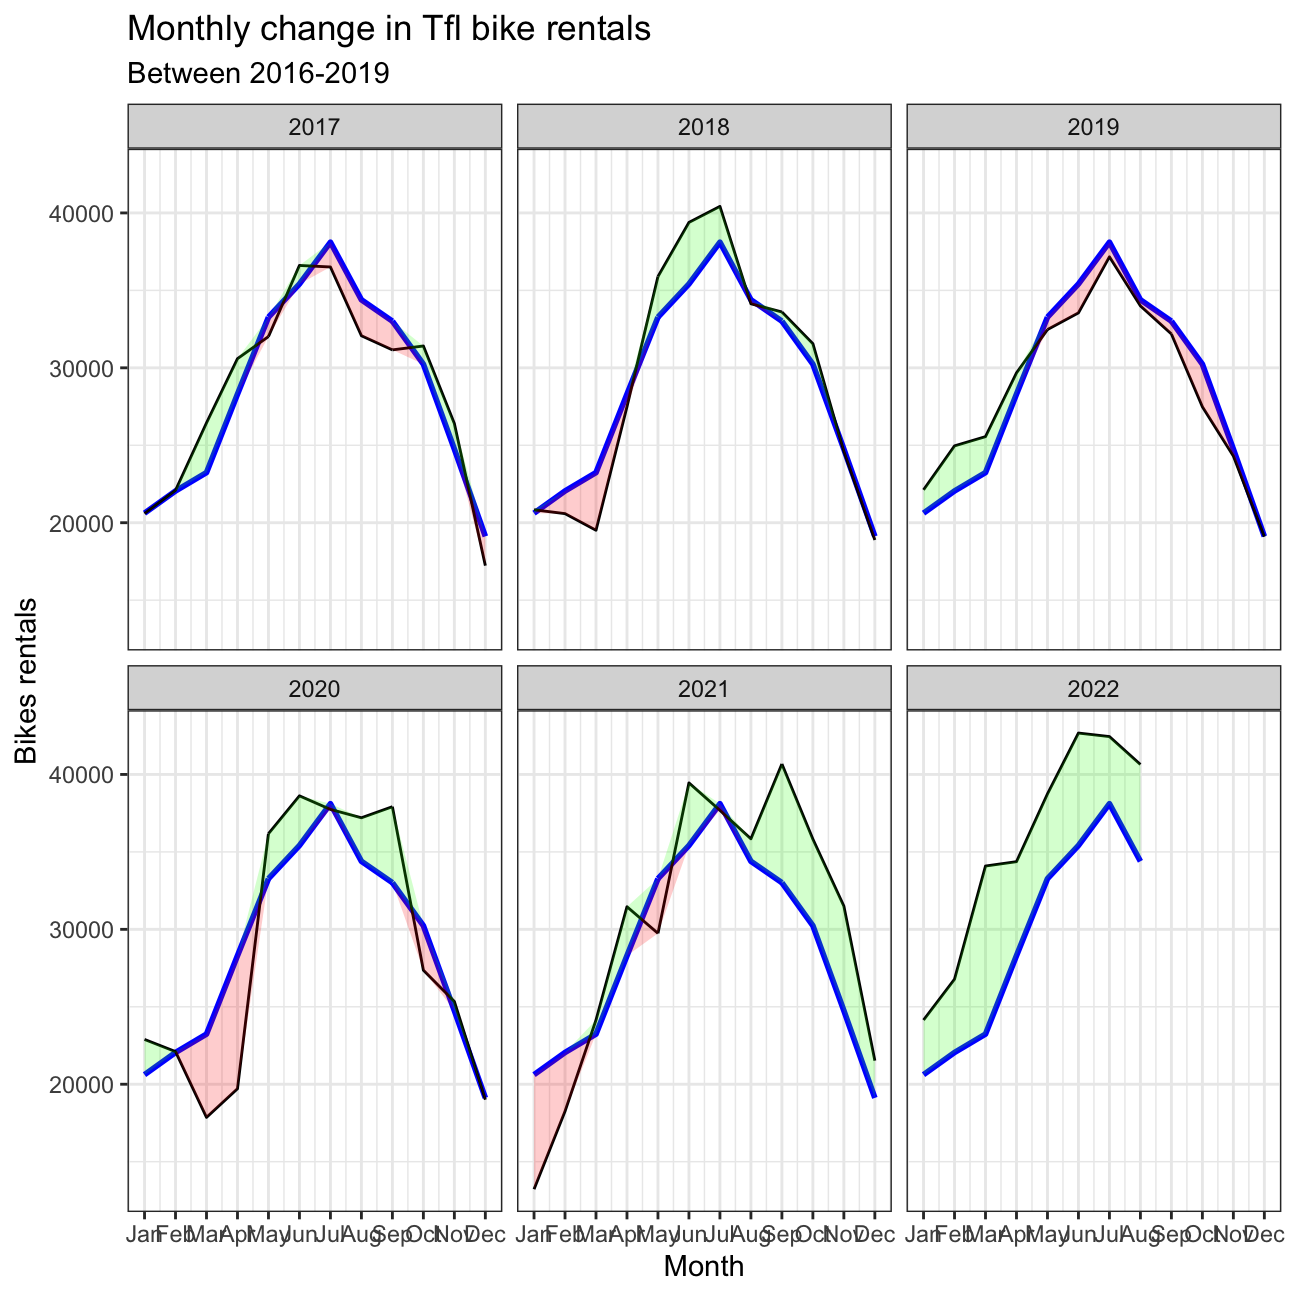 Monthly change in Tfl bike rentals
Between 2016-2019
2017 2018 2019
40000
30000
20000
2020 2021 2022
40000
30000
20000
Bikes rentals
Jan Feb Mar Apr May Jun Jul Aug Sep Oct Nov Dec Jan Feb Mar Apr May Jun Jul Aug Sep Oct Nov Dec Jan Feb Mar Apr May Jun Jul Aug Sep Oct Nov Dec
Month